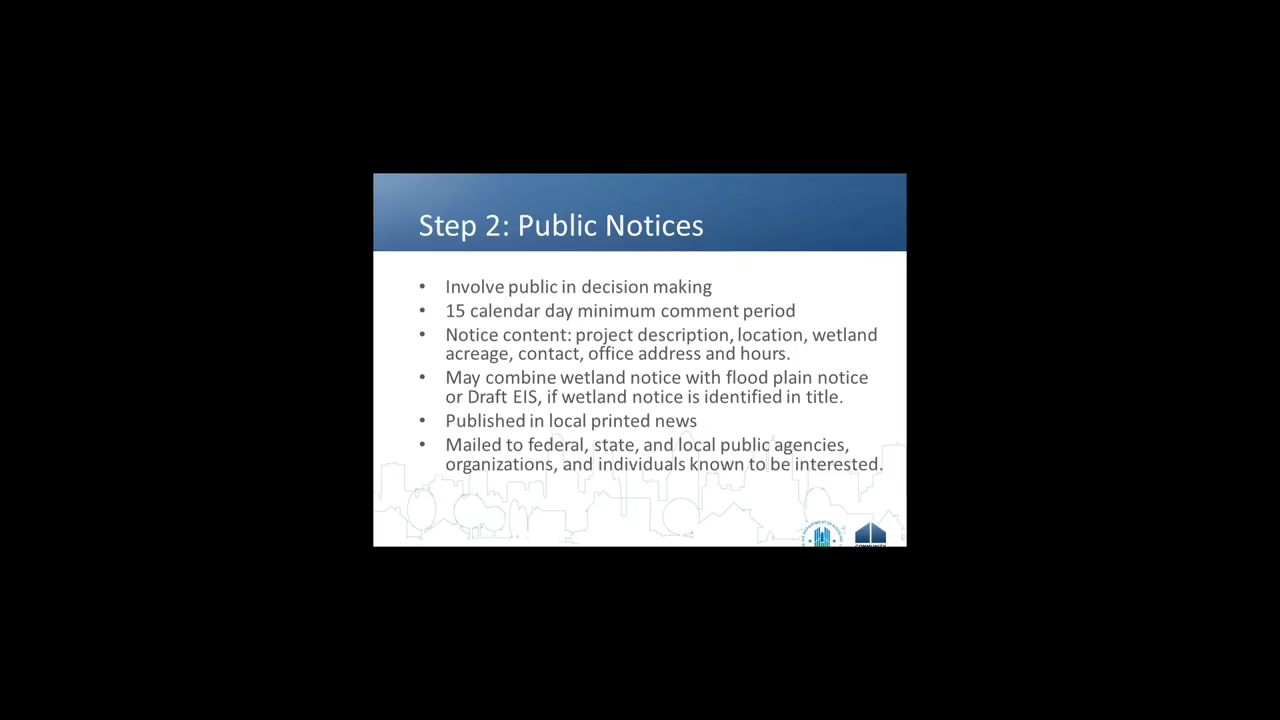 Step 2: Public Notices
• Involve public in decision making
• 15 calendar day minimum comment period
• Notice content: project description, location, wetland
acreage, contact, office address and hours.
• May combine wetland notice with flood plain notice
or Draft EIS, if wetland notice is identified in title.
• Published in local printed news
• Mailed to federal, state, and local public agencies,
organizations, and individuals known to be interested.
COMMUNITY